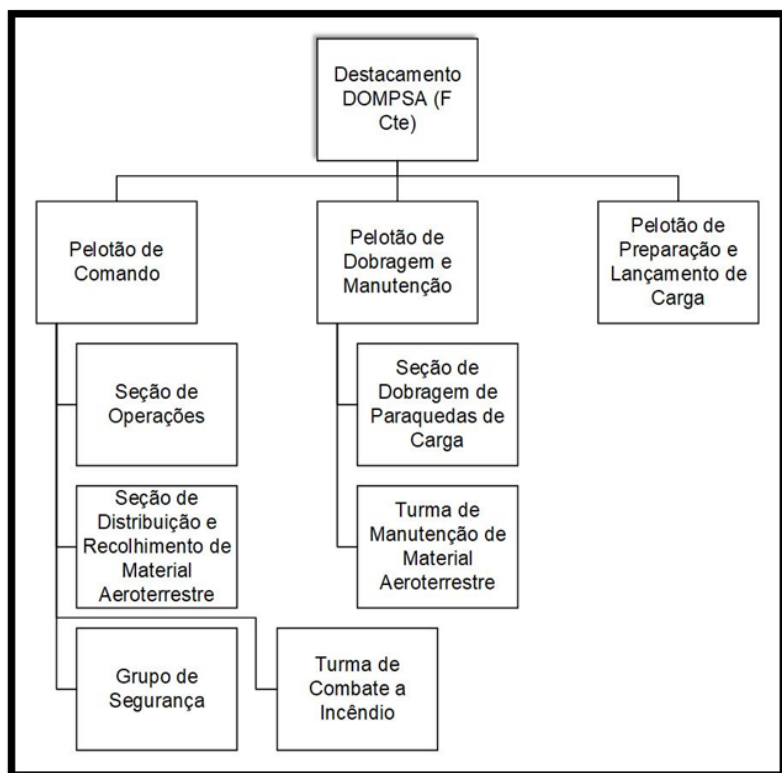 Destacamento
DOMPSA (F
Cte)
Pelotão de
Comando
Pelotão de
Dobragem e
Manutenção
Pelotão de
Preparação e
Lançamento de
Carga
Seção de
Operações
Seção de
Dobragem de
Paraquedas de
Carga
Seção de
Distribuição e
Recolhimento de
Material
Aeroterrestre
Turma de
Manutenção de
Material
Aeroterrestre
Grupo de
Segurança
Turma de
Combate a
Incêndio